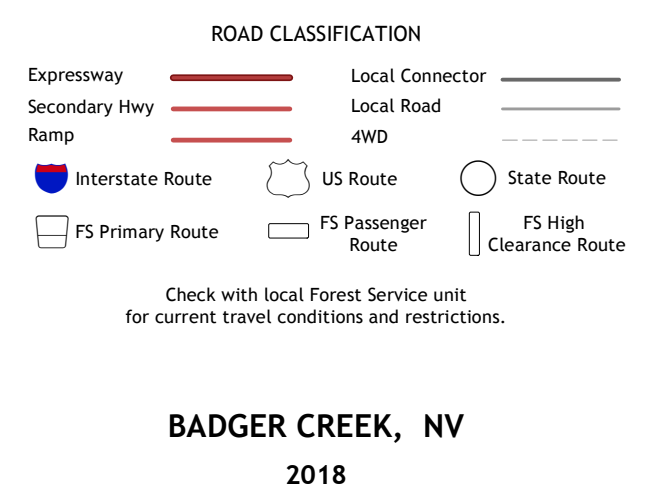 ROAD CLASSIFICATION
Expressway
Local Connector
Secondary Hwy
Local Road
Ramp
4WD
Interstate Route
US Route
State Route
FS Primary Route
FS Passenger
Route
FS High
Clearance Route
Check with local Forest Service unit
for current travel conditions and restrictions.
BADGER CREEK, NV
2018